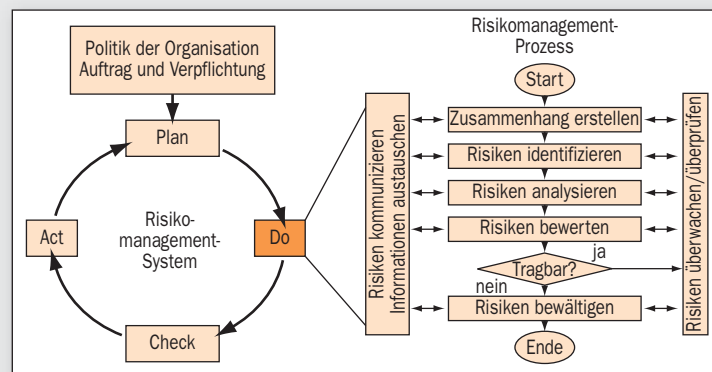 Politik der Organisation
Auftrag und Verpflichtung
Plan
Act
Risiko-
management-
System
Do
Check
Risikomanagement-
Prozess
Start
Risiken kommunizieren
Informationen austauschen
Zusammenhang erstellen
Risiken identifizieren
Risiken analysieren
Risiken bewerten
Tragbar?
ja
nein
Risiken bewältigen
Ende
Risiken überwachen/überprüfen